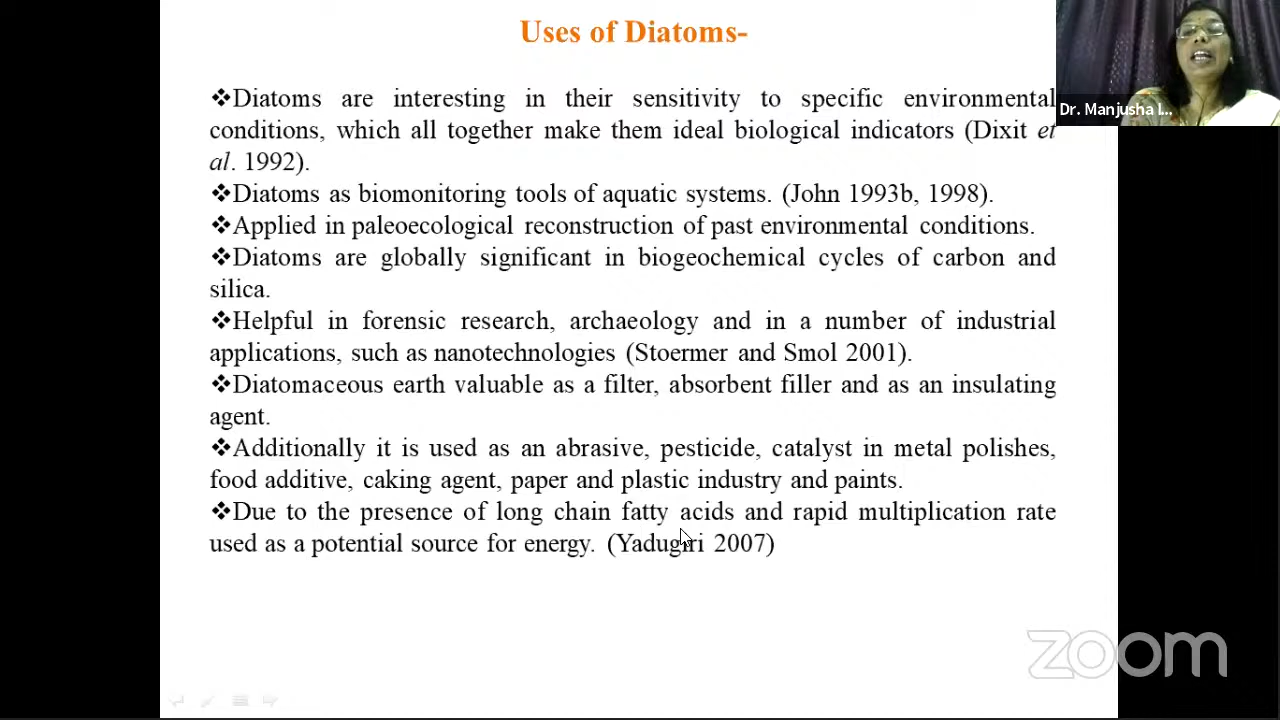 Uses of Diatoms-
❖Diatoms are interesting in their sensitivity to specific environmental
conditions, which all together make them ideal biological indicators (Dixit et
al. 1992).
❖Diatoms as biomonitoring tools of aquatic systems. (John 1993b, 1998).
❖Applied in paleoecological reconstruction of past environmental conditions.
❖Diatoms are globally significant in biogeochemical cycles of carbon and
silica.
❖Helpful in forensic research, archaeology and in a number of industrial
applications, such as nanotechnologies (Stoermer and Smol 2001).
❖Diatomaceous earth valuable as a filter, absorbent filler and as an insulating
agent.
❖Additionally it is used as an abrasive, pesticide, catalyst in metal polishes,
food additive, caking agent, paper and plastic industry and paints.
❖Due to the presence of long chain fatty acids and rapid multiplication rate
used as a potential source for energy. (Yadugiri 2007)
Dr. Manjusha I...
zoom